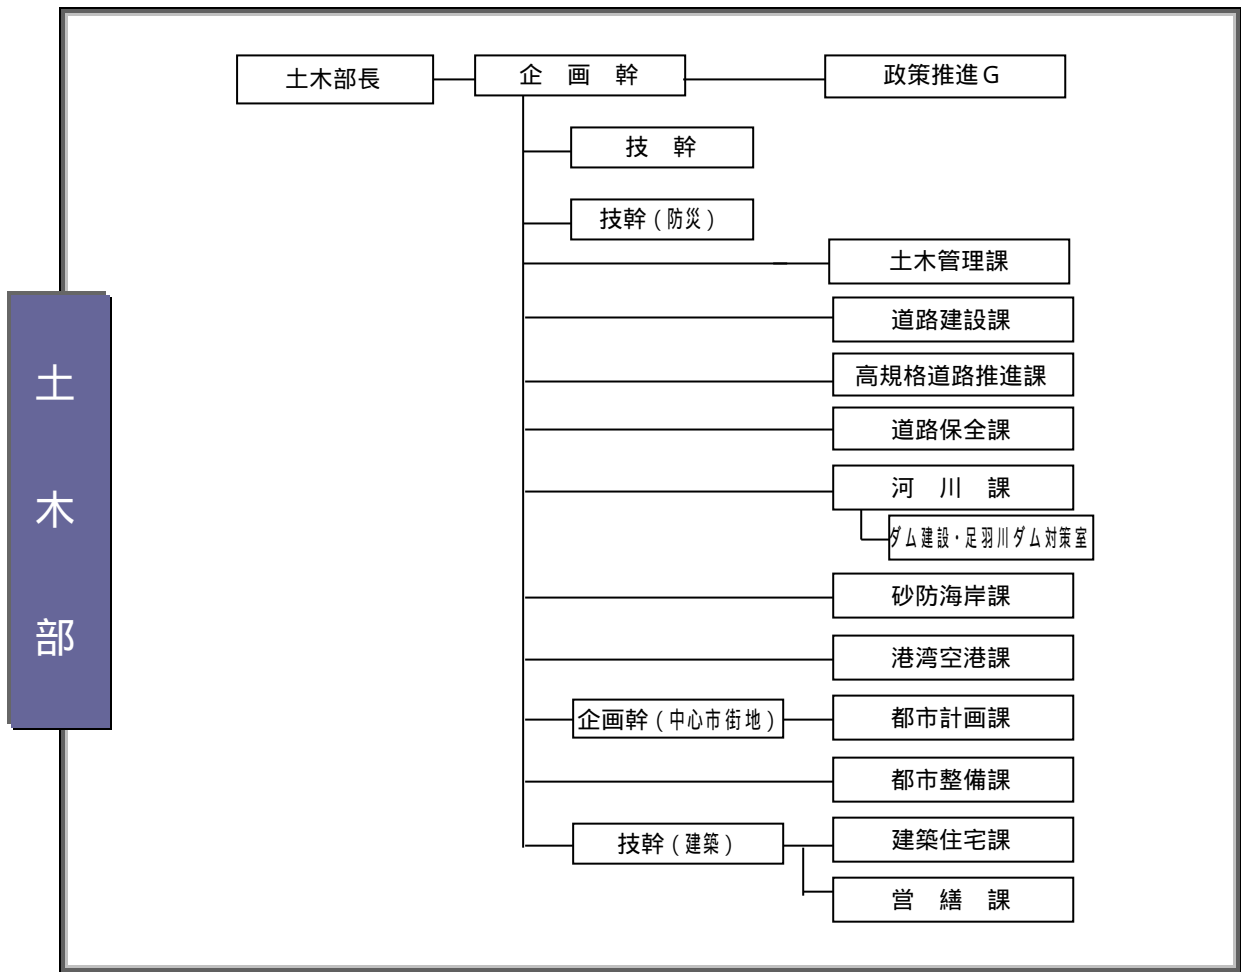 土木部
土木部長
企　画　幹
政策推進Ｇ
技　幹
技幹（防災）
土木管理課
道路建設課
高規格道路推進課
道路保全課
河　川　課
ダム建設・足羽川ダム対策室
砂防海岸課
港湾空港課
企画幹（中心市街地）
都市計画課
都市整備課
技幹（建築）
建築住宅課
営　繕　課